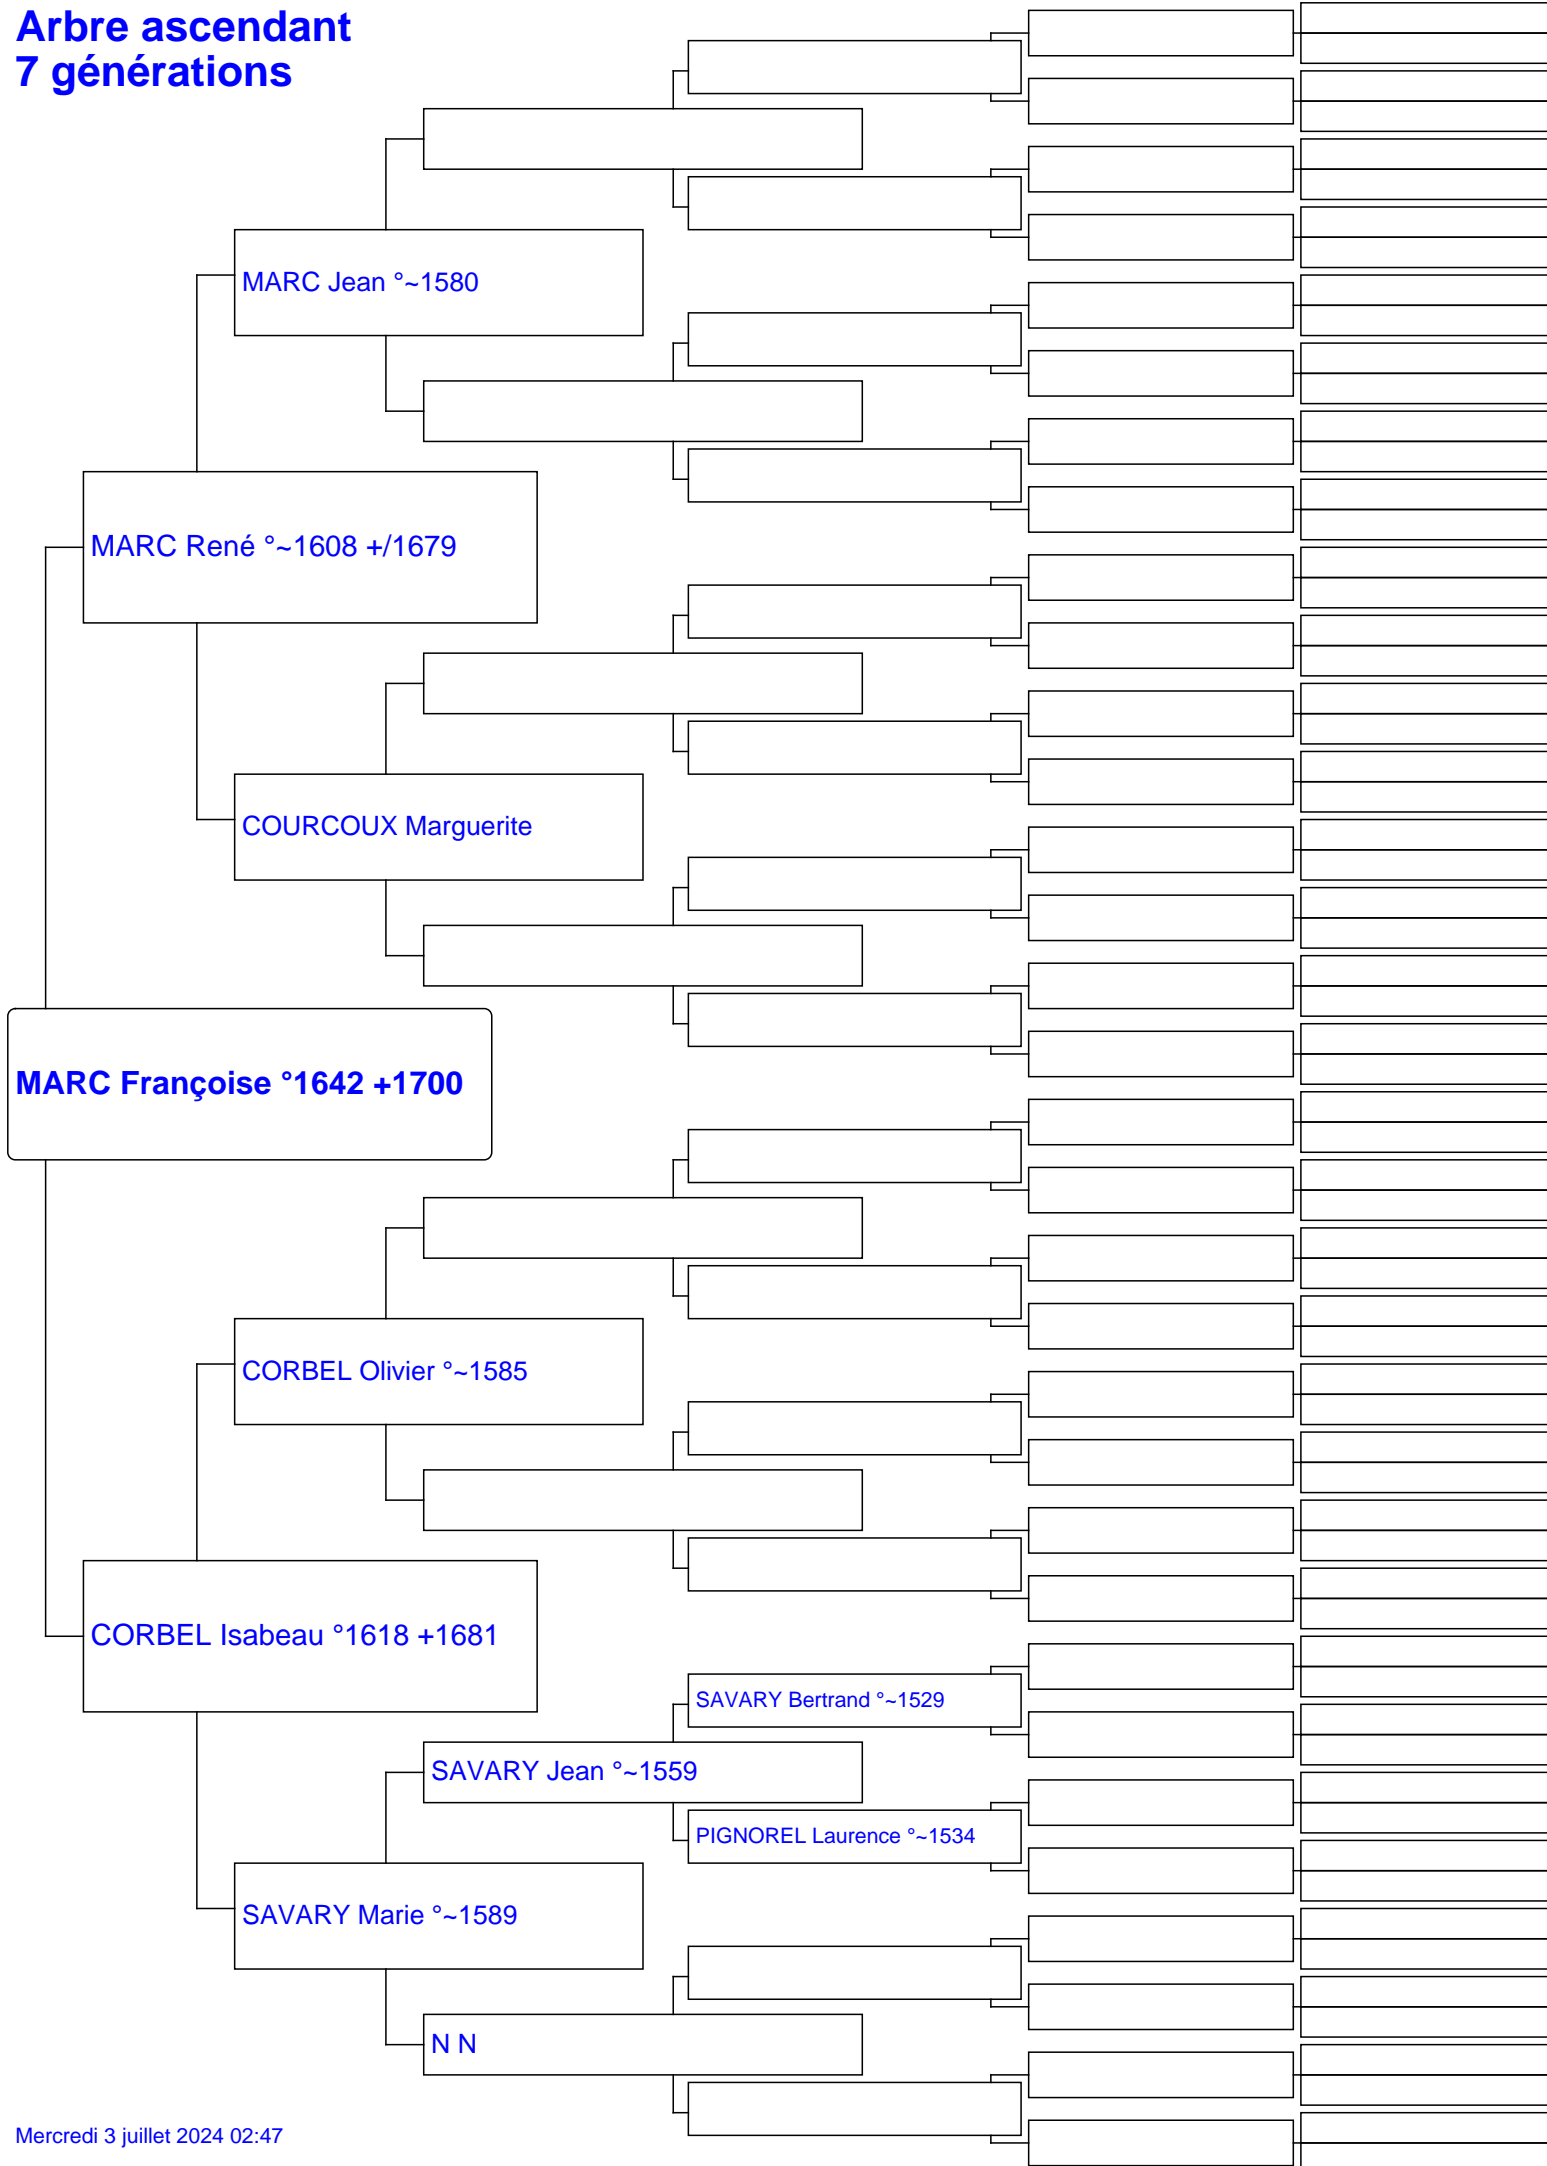 Arbre ascendant
7 générations
MARC Jean °~1580
MARC René °~1608 +/1679
COURCOUX Marguerite
MARC Françoise °1642 +1700
CORBEL Olivier °~1585
CORBEL Isabeau °1618 +1681
SAVARY Bertrand °~1529
SAVARY Jean °~1559
PIGNOREL Laurence °~1534
SAVARY Marie °~1589
N N
Mercredi 3 juillet 2024 02:47